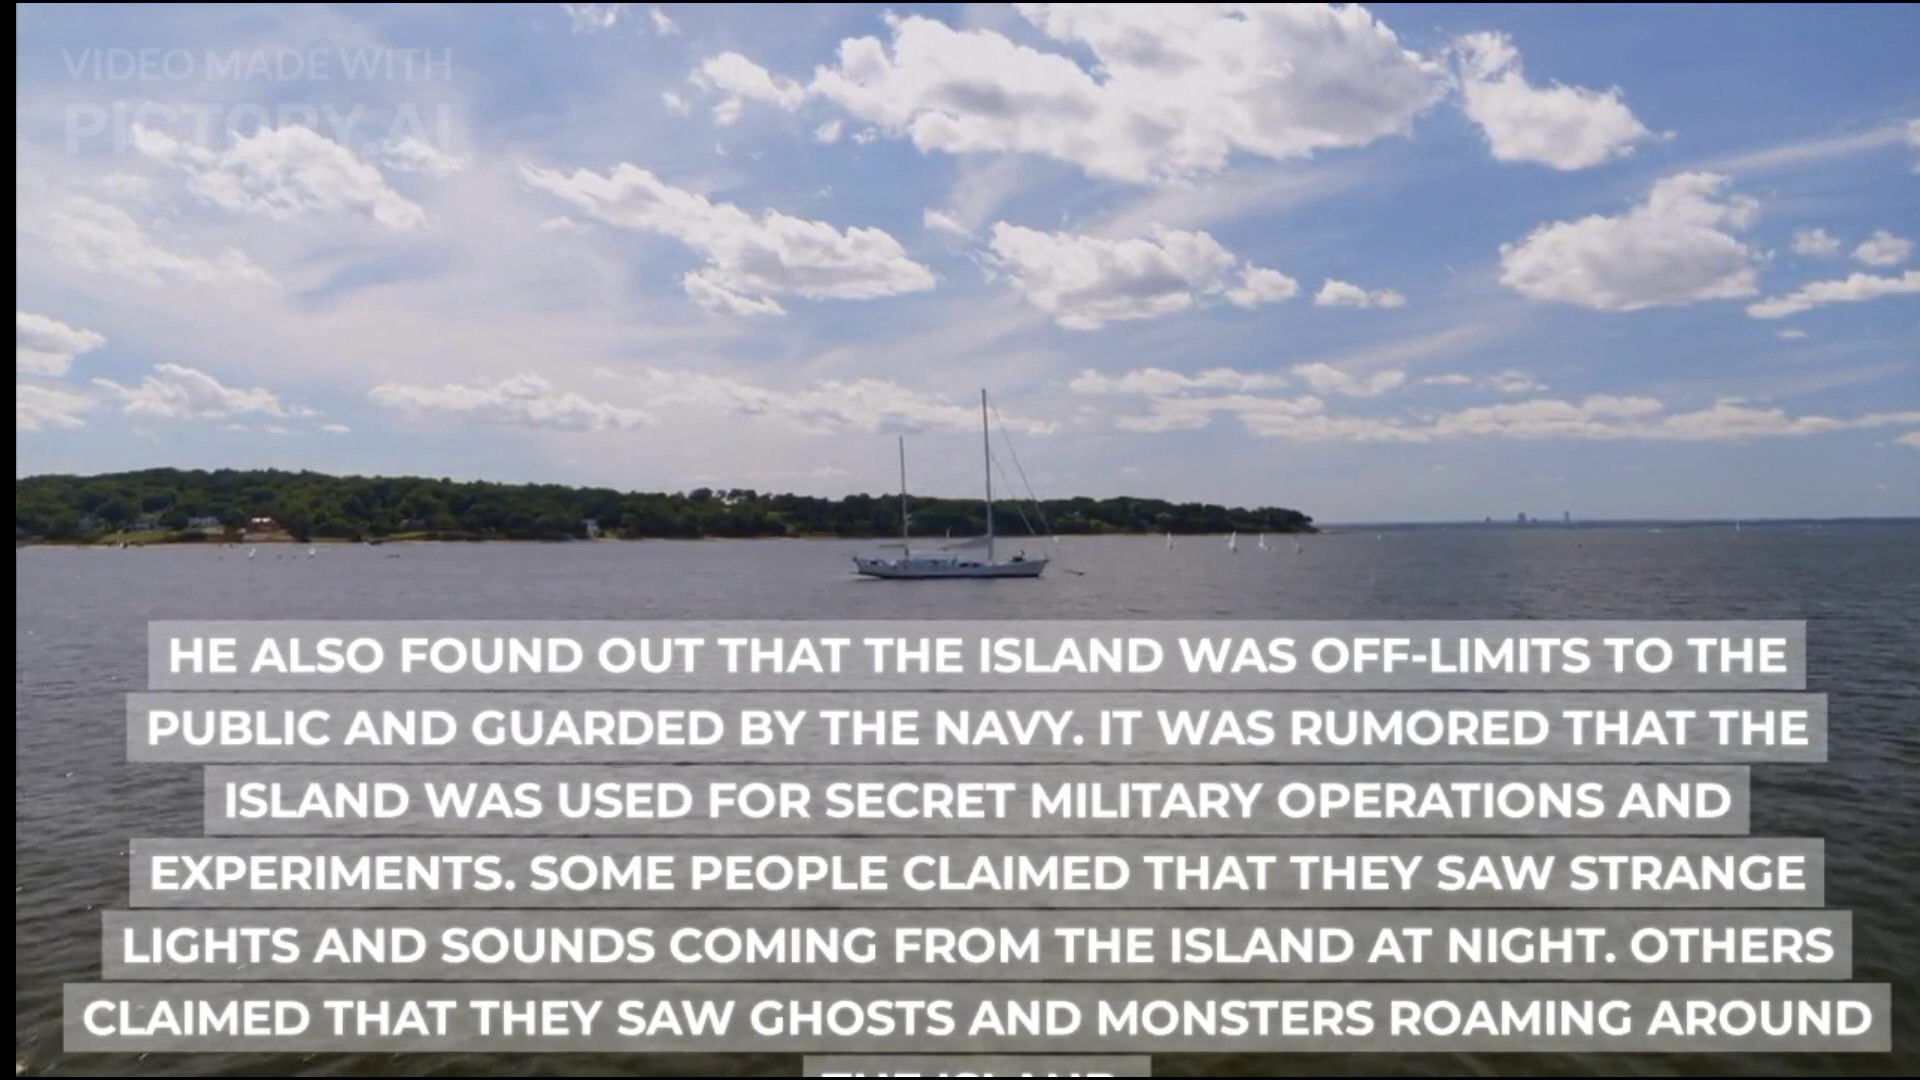 VIDEO MADE WITH
PICTORY.AI
HE ALSO FOUND OUT THAT THE ISLAND WAS OFF-LIMITS TO THE
PUBLIC AND GUARDED BY THE NAVY. IT WAS RUMORED THAT THE
ISLAND WAS USED FOR SECRET MILITARY OPERATIONS AND
EXPERIMENTS. SOME PEOPLE CLAIMED THAT THEY SAW STRANGE
LIGHTS AND SOUNDS COMING FROM THE ISLAND AT NIGHT. OTHERS
CLAIMED THAT THEY SAW GHOSTS AND MONSTERS ROAMING AROUND
THE ISLAND.